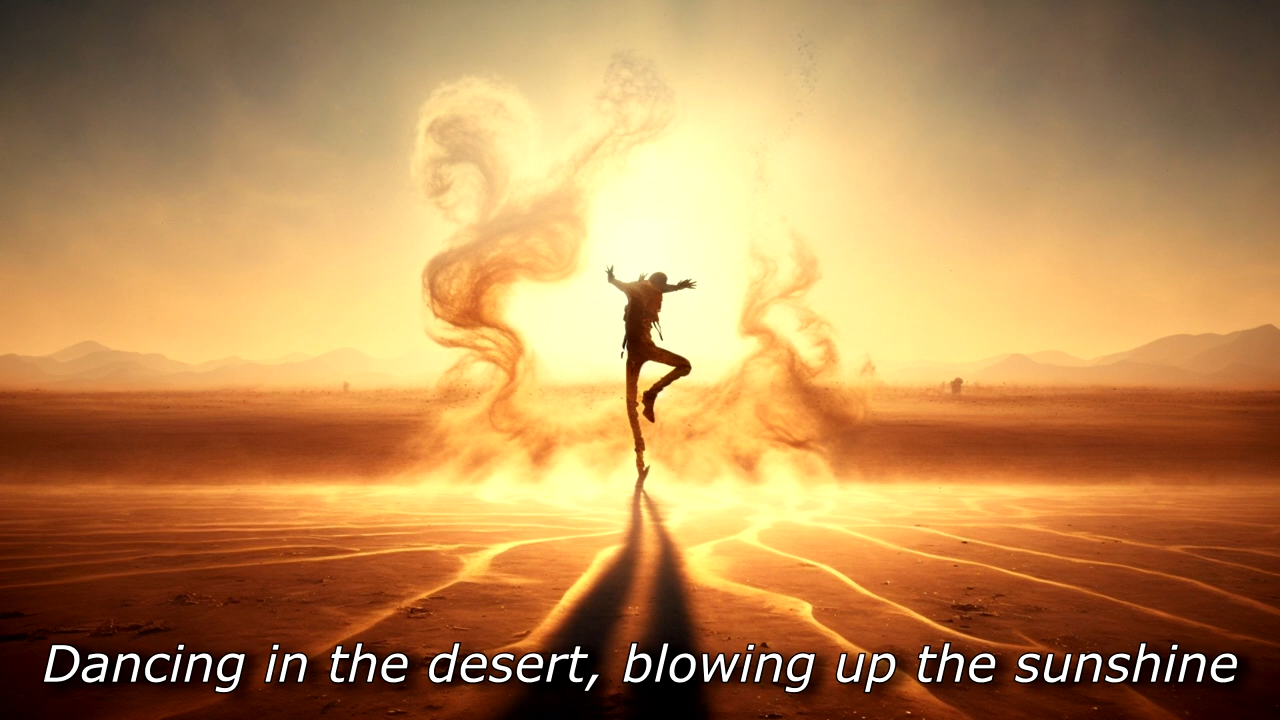 Dancing in the desert, blowing up the sunshine